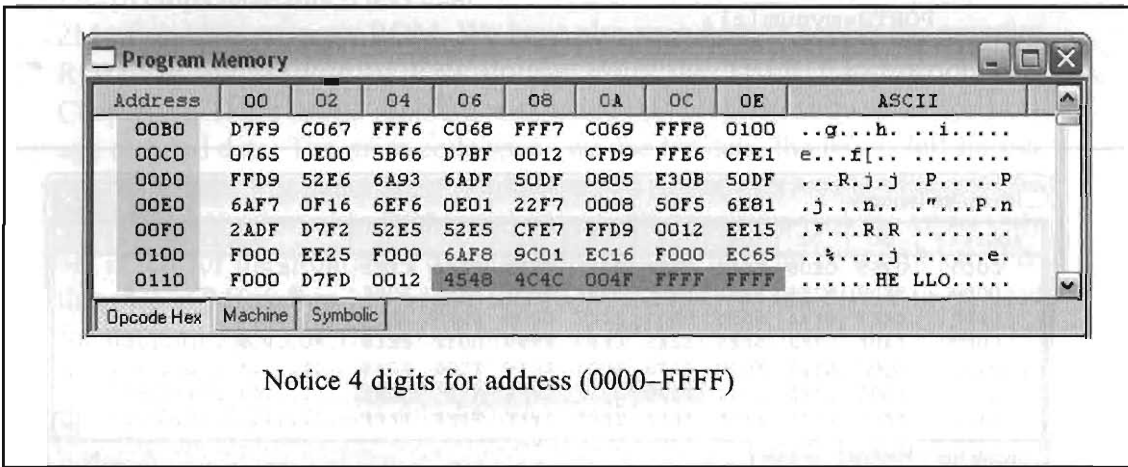 Program Memory
Address 00 02 04 06 08 0A 0C 0E ASCII
00B0 D7F9 C067 FFF6 C068 FFF7 C069 FFF8 0100 ..g...h. ..i.....
00C0 0765 0E00 5B66 D7BF 0012 CFD9 FFE6 CFE1 e...f[.. ........
00D0 FFD9 52E6 6A93 6ADF 50DF 0805 E30B 50DF ...R.j.j .P.....P
00E0 6AF7 0F16 6EF6 0E01 22F7 0008 50F5 6E81 .j...n.. ."...P.n
00F0 2ADF D7F2 52E5 52E5 CFE7 FFD9 0012 EE15 .*..R.R ........
0100 F000 EE25 F000 6AF8 9C01 EC16 F000 EC65 ..%....j ......e.
0110 F000 D7FD 0012 4548 4C4C 004F FFFF FFFF ......HE LLO.....
Opcode Hex Machine Symbolic
Notice 4 digits for address (0000–FFFF)